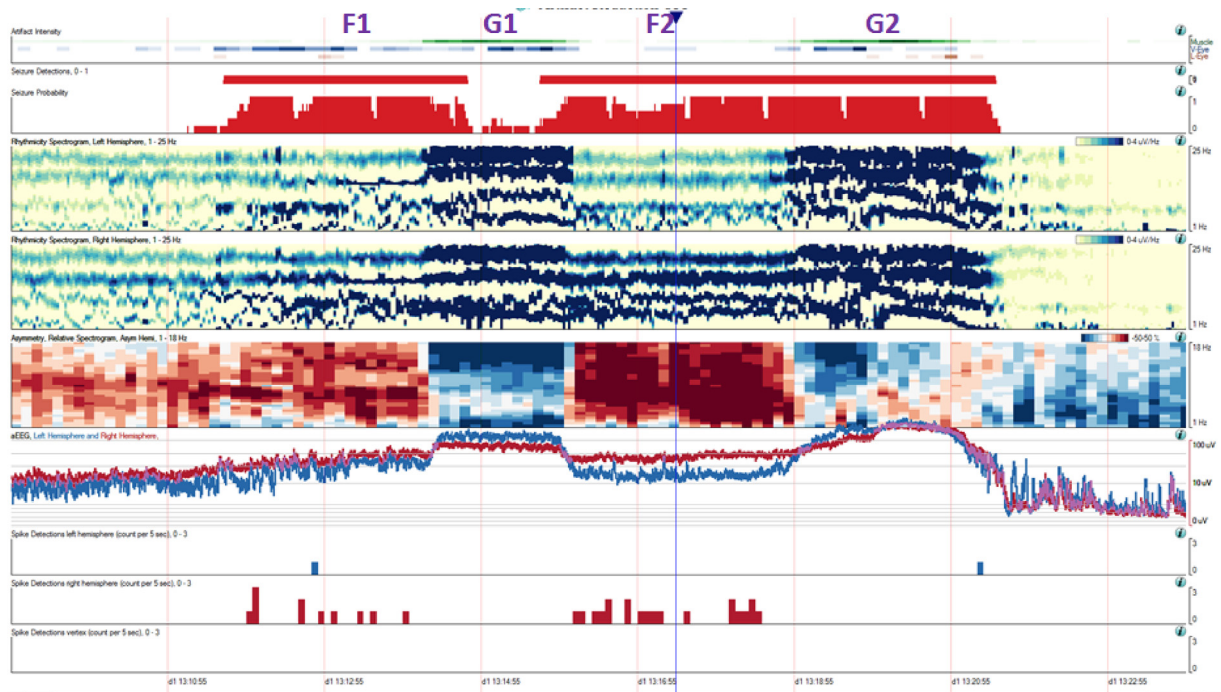 F1 G1 F2 G2
Artifact Intensity
Muscle
V-Eye
L-Eye
Seizure Detections, 0 - 1
Seizure Probability
1
0
Rhythmicity Spectrogram, Left Hemisphere, 1 - 25 Hz
0-4 uV/Hz
25 Hz
1 Hz
Rhythmicity Spectrogram, Right Hemisphere, 1 - 25 Hz
0-4 uV/Hz
25 Hz
1 Hz
Asymmetry, Relative Spectrogram, Asym Hemi, 1 - 18 Hz
-50-50 %
18 Hz
1 Hz
aEEG, Left Hemisphere and Right Hemisphere,
100 uV
10 uV
0 uV
Spike Detections left hemisphere (count per 5 sec), 0 - 3
3
0
Spike Detections right hemisphere (count per 5 sec), 0 - 3
3
0
Spike Detections vertex (count per 5 sec), 0 - 3
3
0
d1 13:10:55 d1 13:12:55 d1 13:14:55 d1 13:16:55 d1 13:18:55 d1 13:20:55 d1 13:22:55